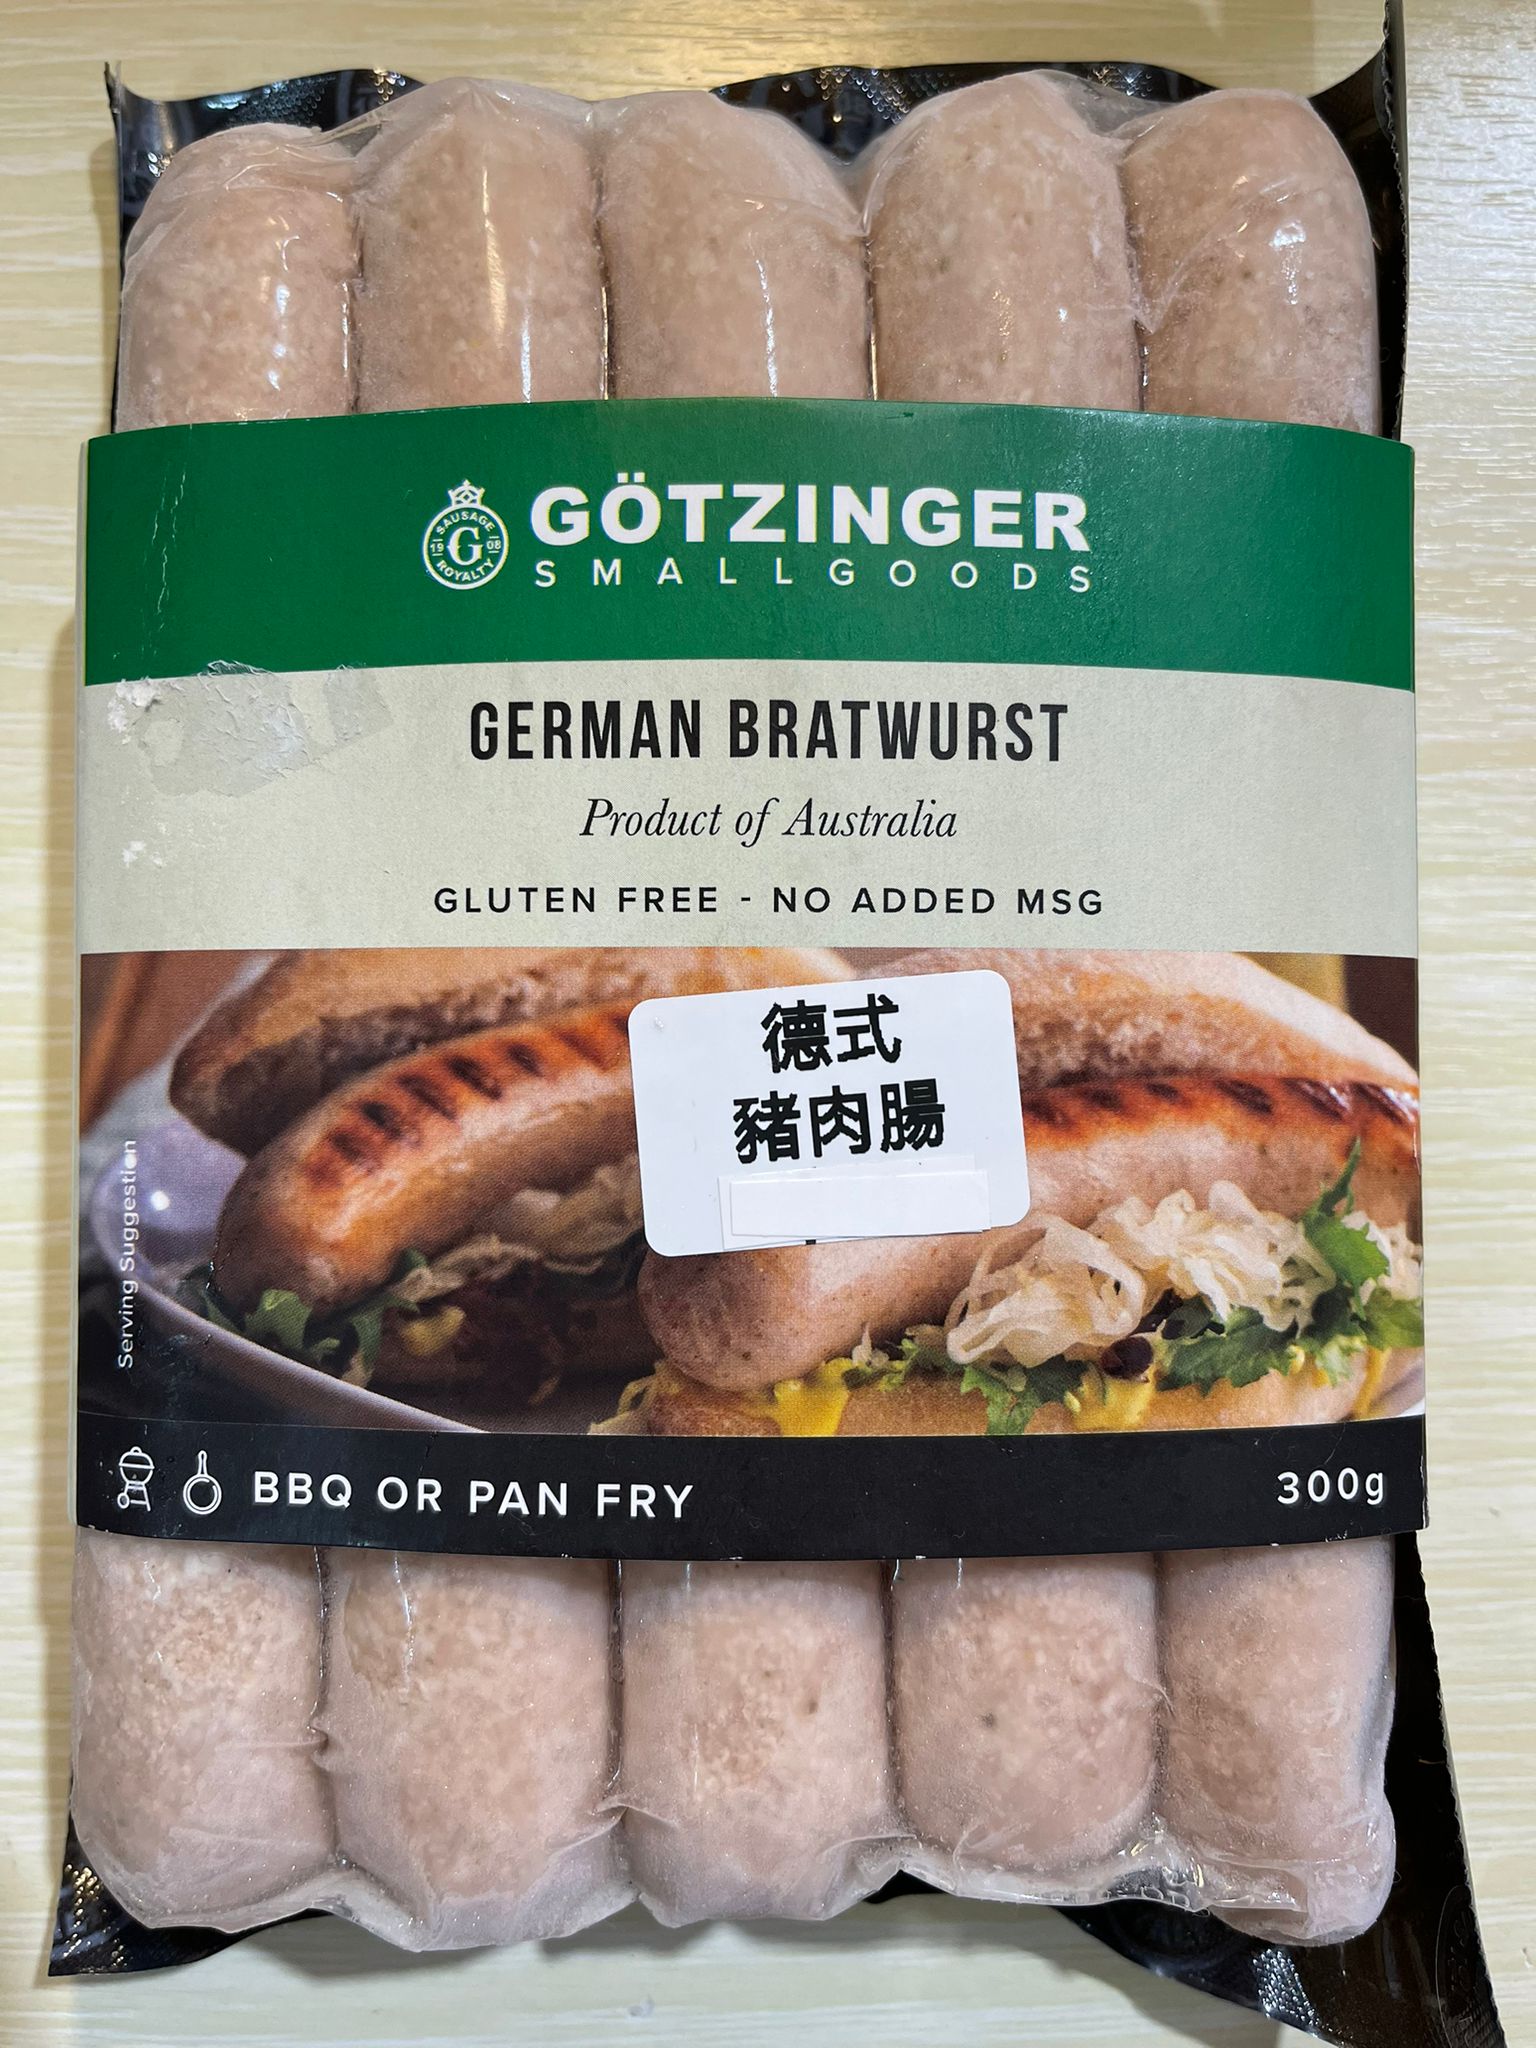 SAUSAGE
19 G 08
ROYALTY
GÖTZINGER
SMALLGOODS
GERMAN BRATWURST
Product of Australia
GLUTEN FREE - NO ADDED MSG
德式
豬肉腸
Serving Suggestion
BBQ OR PAN FRY
300g